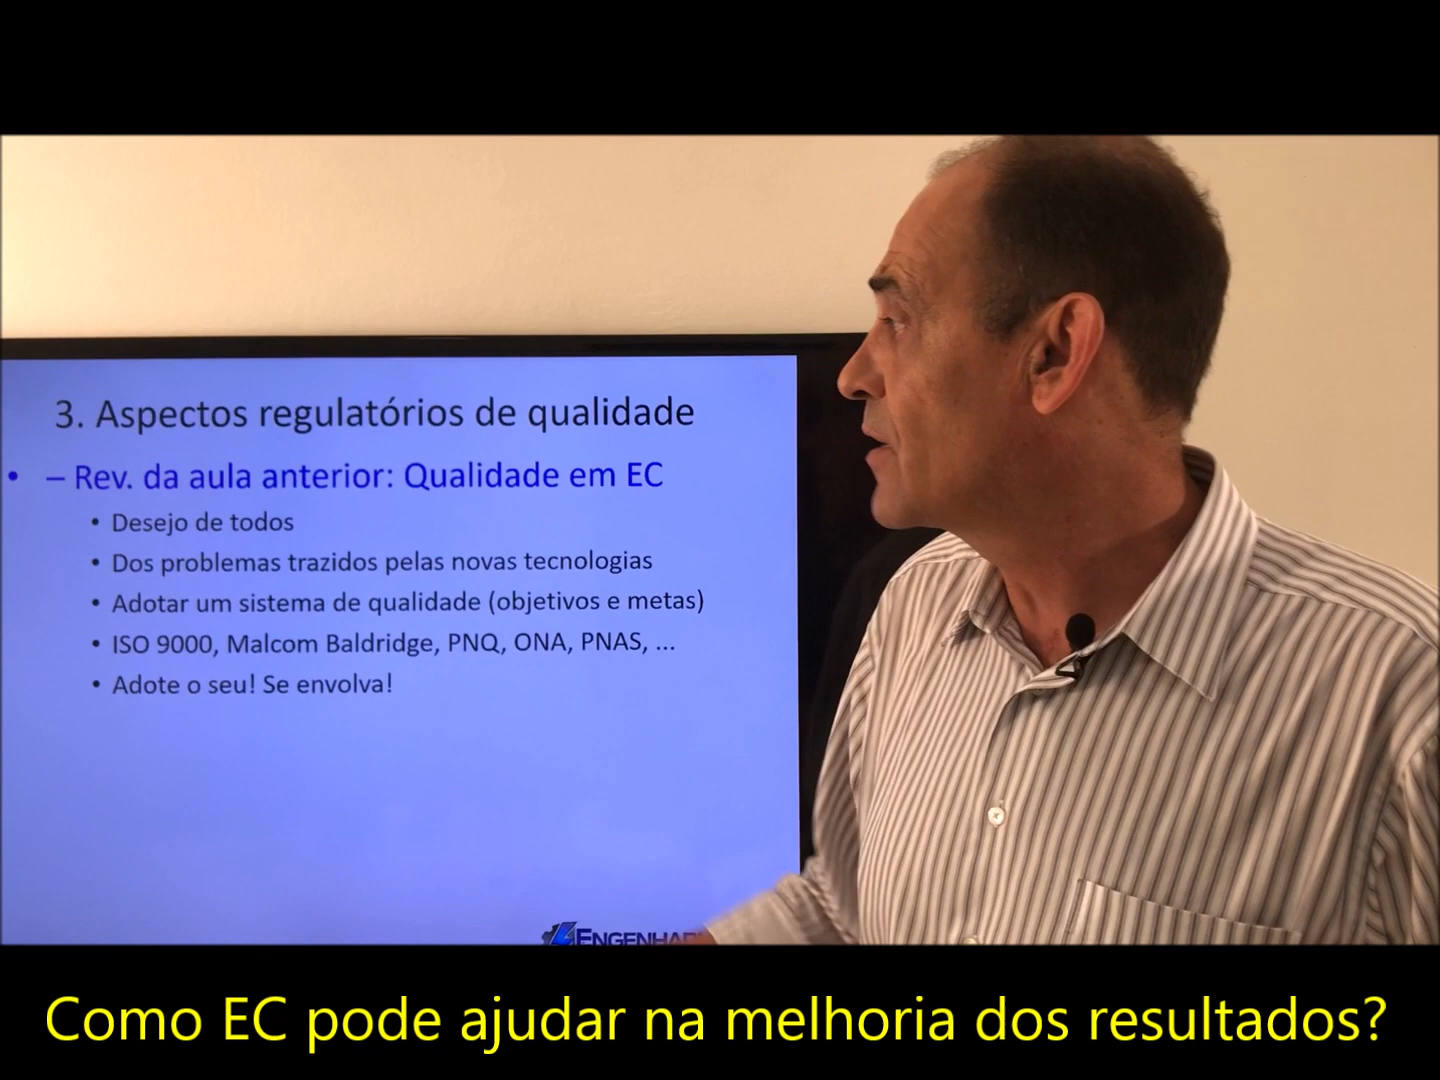 3. Aspectos regulatórios de qualidade
• – Rev. da aula anterior: Qualidade em EC
• Desejo de todos
• Dos problemas trazidos pelas novas tecnologias
• Adotar um sistema de qualidade (objetivos e metas)
• ISO 9000, Malcom Baldridge, PNQ, ONA, PNAS, ...
• Adote o seu! Se envolva!
Como EC pode ajudar na melhoria dos resultados?